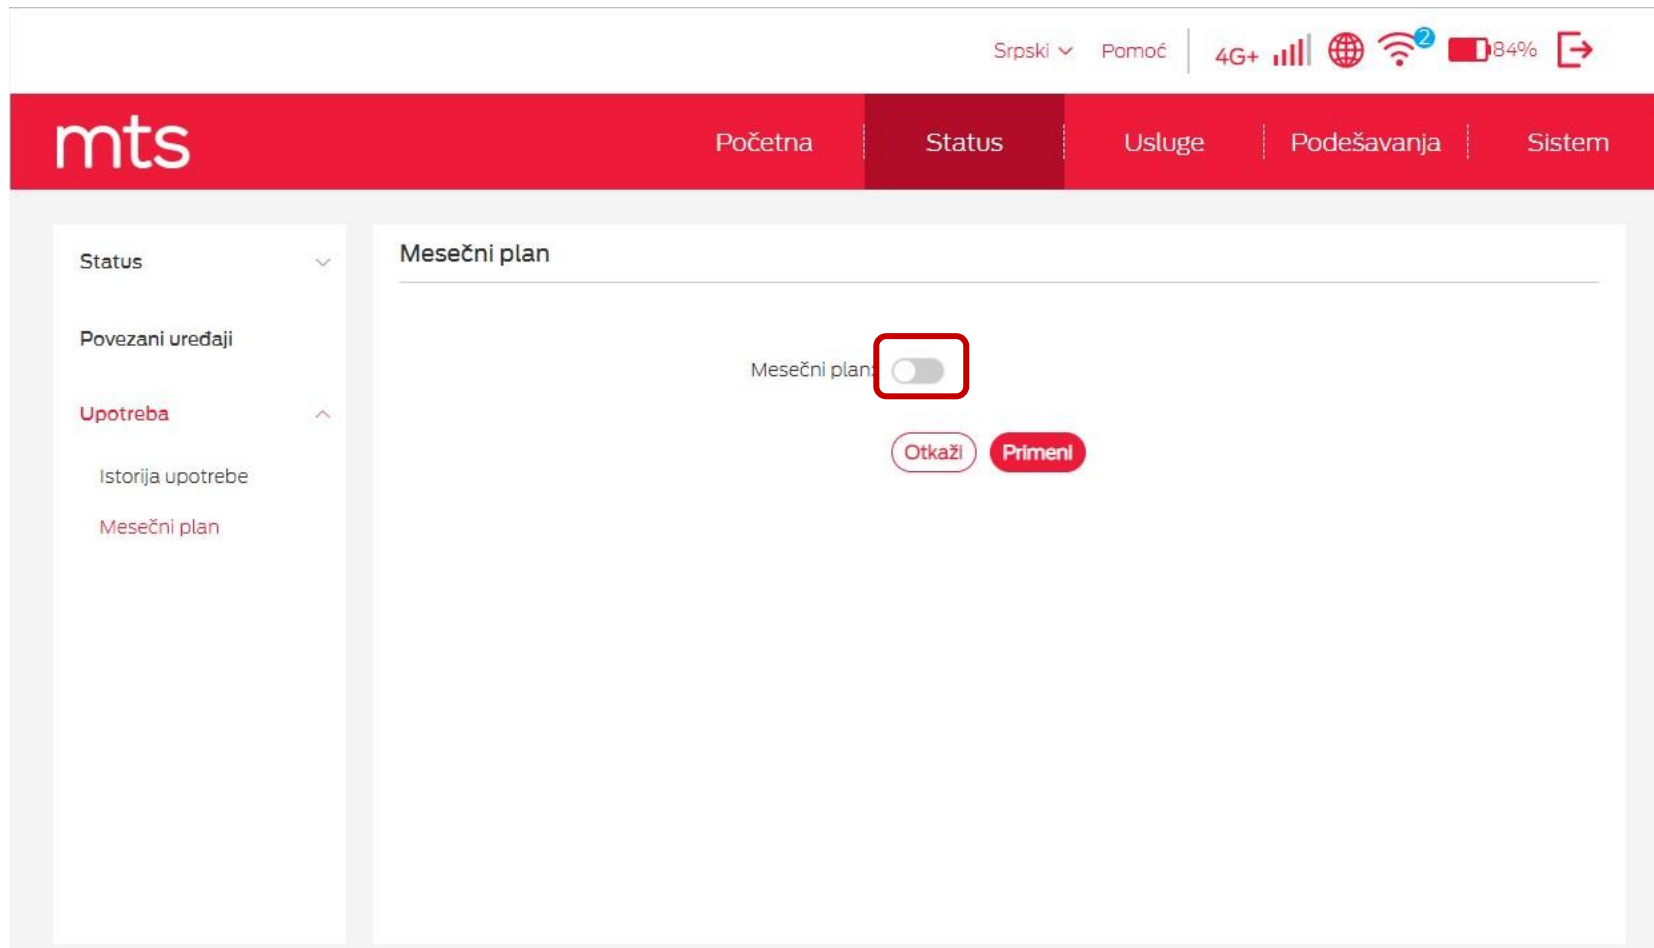 Srpski Pomoć 4G+ 2 84%
mts Početna Status Usluge Podešavanja Sistem
Status
Povezani uređaji
Upotreba
Istorija upotrebe
Mesečni plan
Mesečni plan
Mesečni plan:
Otkaži Primeni